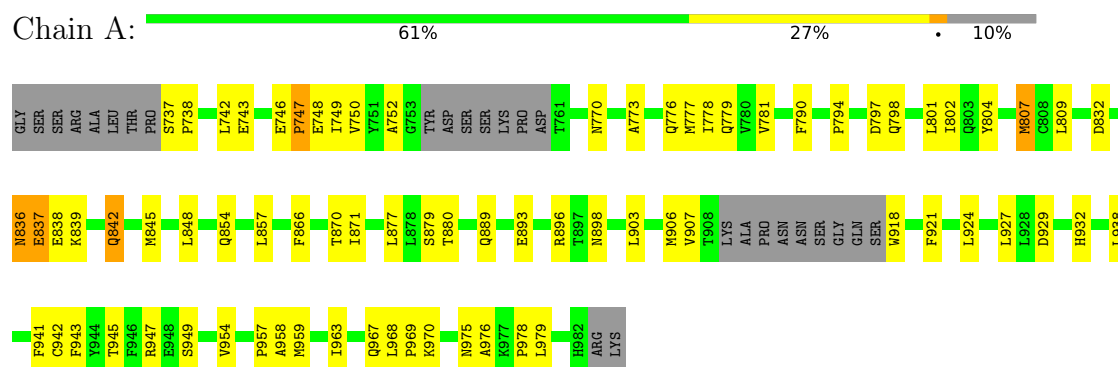 Chain A:
61% 27% • 10%
GLY SER SER ARG ALA LEU THR PRO S737 P738 L742 E743 E746 P747 E748 I749 V750 Y751 A752 G753 TYR ASP SER SER LYS PRO ASP T761 N770 A773 Q776 M777 I778 Q779 V780 V781 F790 P794 D797 Q798 L801 I802 Q803 Y804 M807 C808 L809 D832
N836 E837 E838 K839 Q842 M845 L848 Q854 L857 F866 T870 I871 L877 L878 S879 T880 Q889 E893 R896 T897 N898 L903 M906 V907 T908 LYS ALA PRO ASN ASN SER GLY GLN SER W918 F921 L924 L927 L928 D929 H932 L938
F941 C942 F943 Y944 T945 F946 R947 E948 S949 V954 P957 A958 M959 I963 Q967 L968 P969 K970 N975 A976 K977 P978 L979 H982 ARG LYS